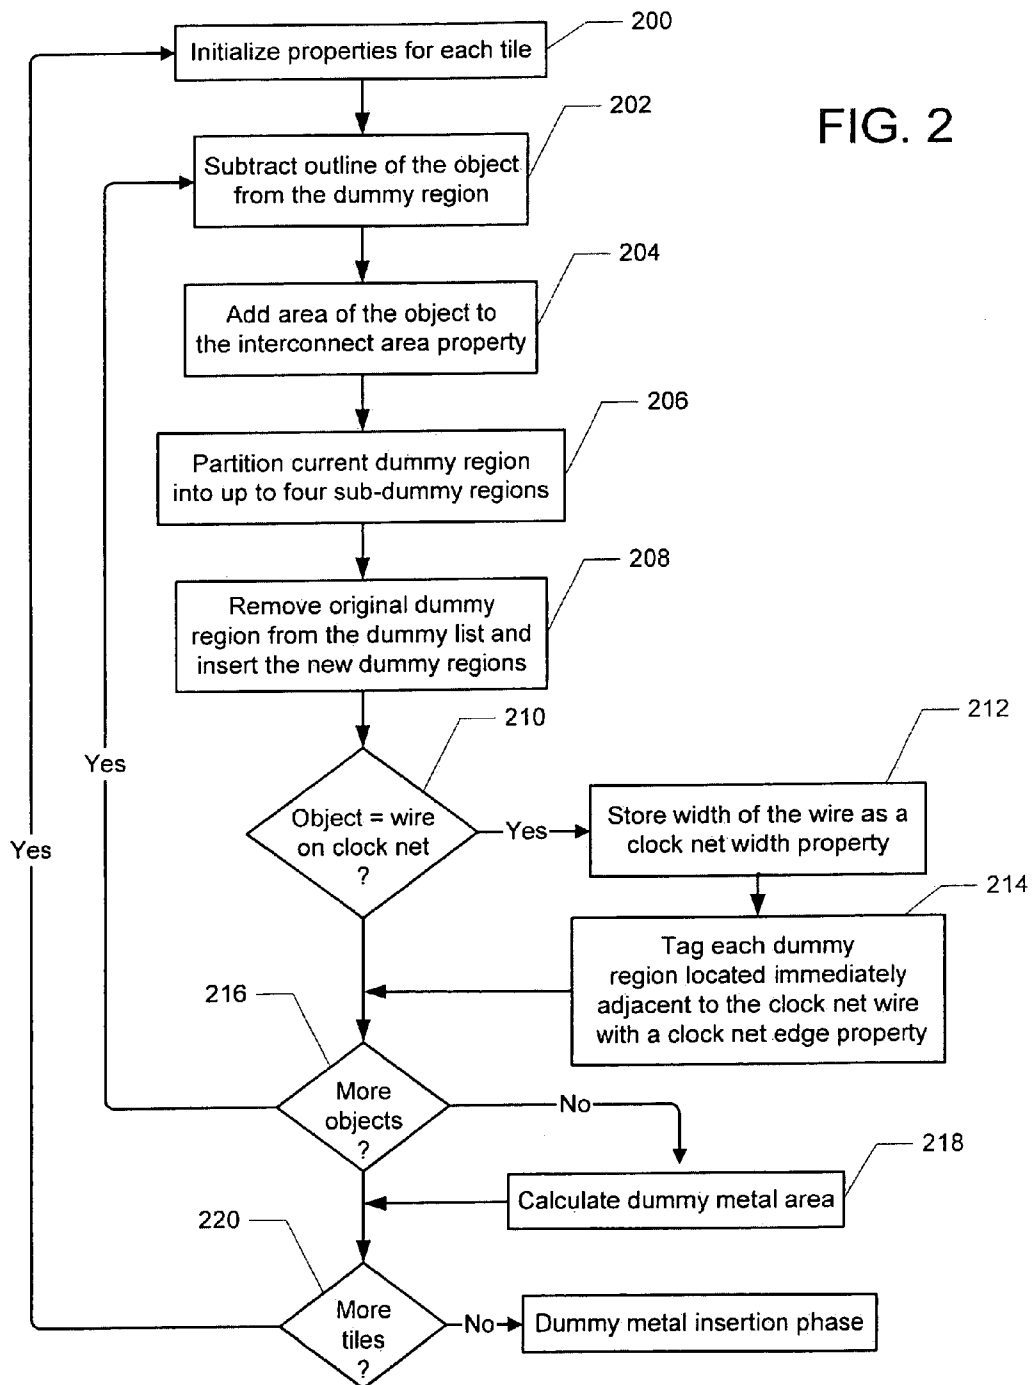 200
Initialize properties for each tile
202
FIG. 2
Subtract outline of the object
from the dummy region
204
Add area of the object to
the interconnect area property
206
Partition current dummy region
into up to four sub-dummy regions
208
Remove original dummy
region from the dummy list and
insert the new dummy regions
210
212
Yes
Object = wire
on clock net
?
Yes
Store width of the wire as a
clock net width property
Yes
214
Tag each dummy
region located immediately
adjacent to the clock net wire
with a clock net edge property
216
More
objects
?
No
218
Calculate dummy metal area
220
More
tiles
?
No
Dummy metal insertion phase